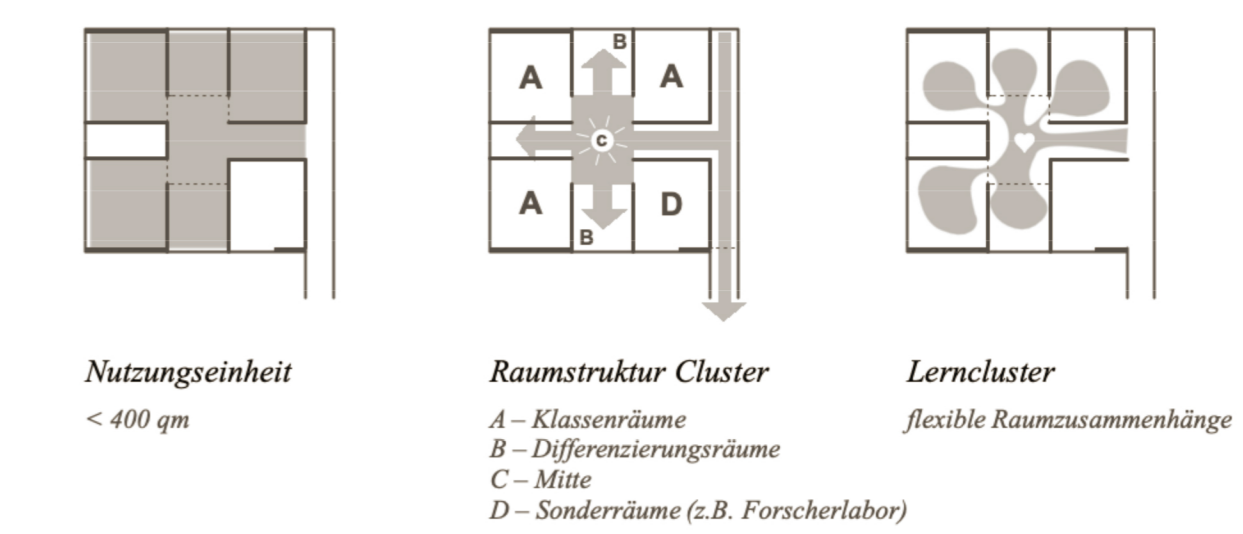 B
A
A
C
A
D
B
Nutzungseinheit
< 400 qm
Raumstruktur Cluster
A – Klassenräume
B – Differenzierungsräume
C – Mitte
D – Sonderräume (z.B. Forscherlabor)
Lerncluster
flexible Raumzusammenhänge